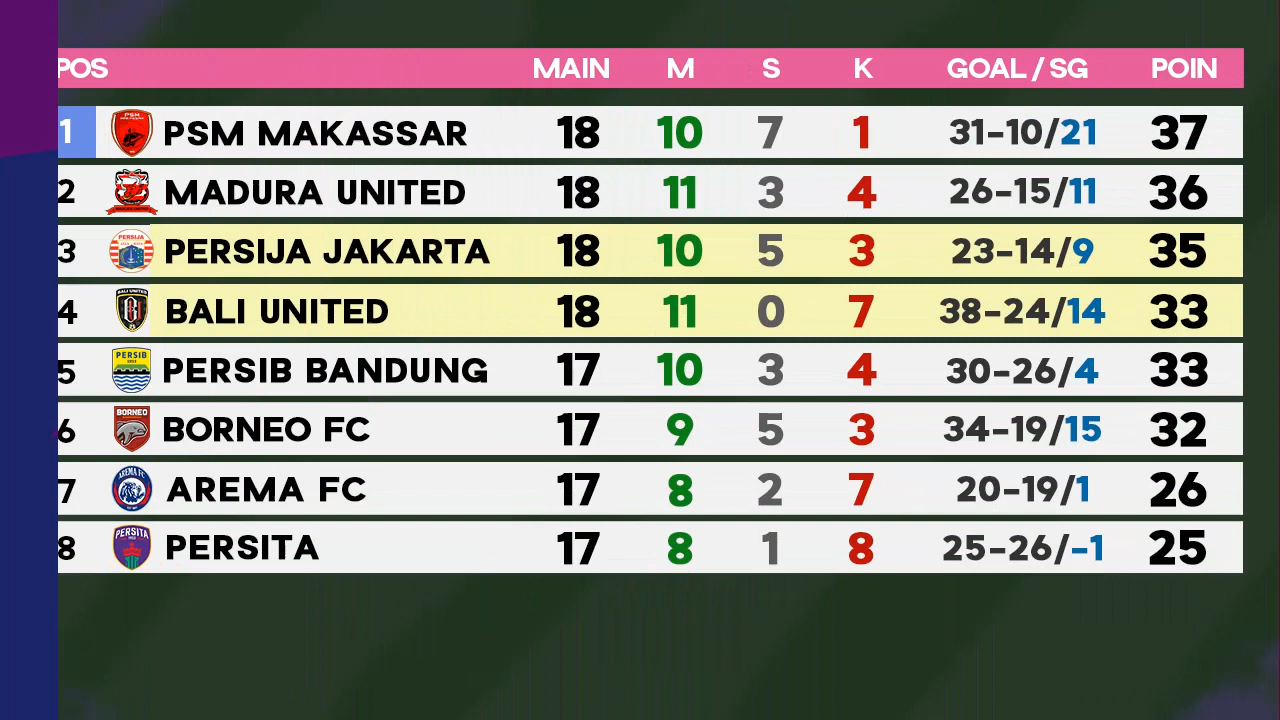 POS MAIN M S K GOAL / SG POIN
1 PSM MAKASSAR 18 10 7 1 31-10/21 37
2 MADURA UNITED 18 11 3 4 26-15/11 36
3 PERSIJA JAKARTA 18 10 5 3 23-14/9 35
4 BALI UNITED 18 11 0 7 38-24/14 33
5 PERSIB BANDUNG 17 10 3 4 30-26/4 33
6 BORNEO FC 17 9 5 3 34-19/15 32
7 AREMA FC 17 8 2 7 20-19/1 26
8 PERSITA 17 8 1 8 25-26/-1 25